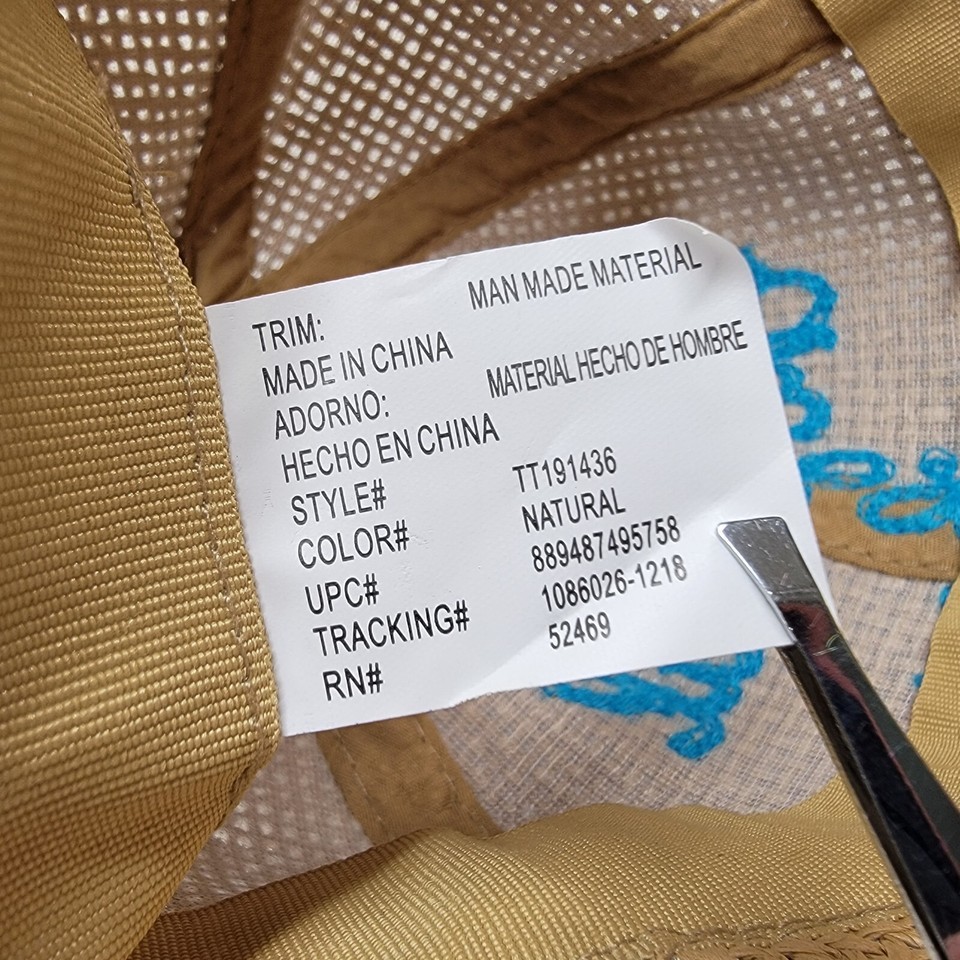 TRIM: MAN MADE MATERIAL
MADE IN CHINA
ADORNO: MATERIAL HECHO DE HOMBRE
HECHO EN CHINA
STYLE# TT191436
COLOR# NATURAL
UPC# 889487495758
TRACKING# 1086026-1218
RN# 52469